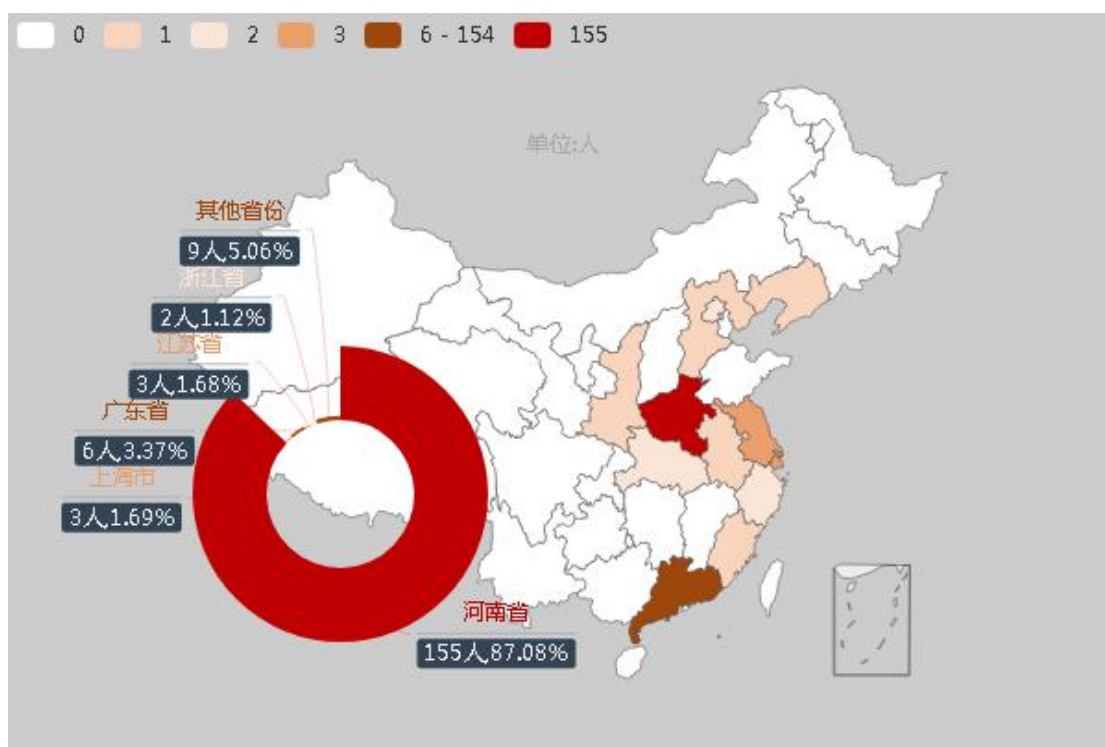 0 1 2 3 6 - 154 155
单位:人
其他省份
9人,5.06%
浙江省
2人,1.12%
江苏省
3人,1.68%
广东省
6人,3.37%
上海市
3人,1.69%
河南省
155人,87.08%